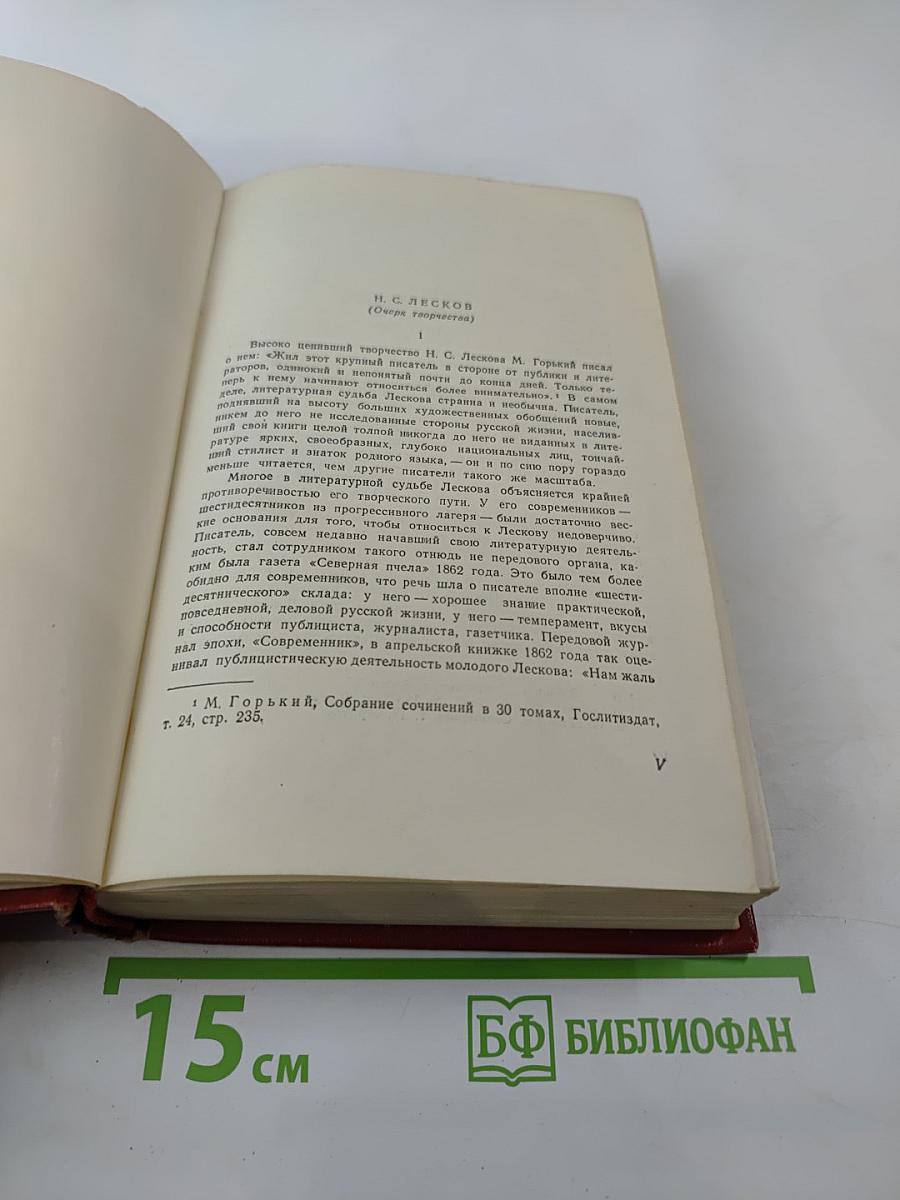 Н. С. ЛЕСКОВ
(Очерк творчества)
1
Высоко ценивший творчество Н. С. Лескова М. Горький писал
о нем: «Жил этот крупный писатель в стороне от публики и лите-
раторов, одинокий и непонятый почти до конца дней. Только те-
перь к нему начинают относиться более внимательно».¹ В самом
деле, литературная судьба Лескова странна и необычна. Писатель,
поднявший на высоту больших художественных обобщений новые,
никем до него не исследованные стороны русской жизни, населив-
ший свои книги целой толпой никогда до него не виданных в лите-
ратуре ярких, своеобразных, глубоко национальных лиц, тончай-
ший стилист и знаток родного языка, — он и по сию пору гораздо
меньше читается, чем другие писатели такого же масштаба.
Многое в литературной судьбе Лескова объясняется крайней
противоречивостью его творческого пути. У его современников —
шестидесятников из прогрессивного лагеря — были достаточно вес-
кие основания для того, чтобы относиться к Лескову недоверчиво.
Писатель, совсем недавно начавший свою литературную деятель-
ность, стал сотрудником такого отнюдь не передового органа, ка-
ким была газета «Северная пчела» 1862 года. Это было тем более
обидно для современников, что речь шла о писателе вполне «шести-
десятнического» склада: у него — хорошее знание практической,
повседневной, деловой русской жизни, у него — темперамент, вкусы
и способности публициста, журналиста, газетчика. Передовой жур-
нал эпохи, «Современник», в апрельской книжке 1862 года так оце-
нивал публицистическую деятельность молодого Лескова: «Нам жаль
¹ М. Горький, Собрание сочинений в 30 томах, Гослитиздат,
т. 24, стр. 235.
V
15 см
БФ БИБЛИОФАН